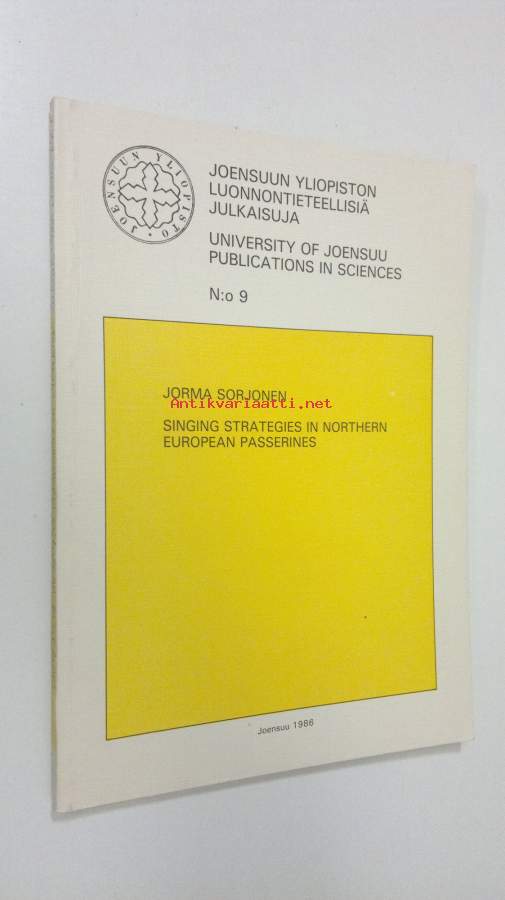 JOENSUUN YLIOPISTO
JOENSUUN YLIOPISTON
LUONNONTIETEELLISIÄ
JULKAISUJA
UNIVERSITY OF JOENSUU
PUBLICATIONS IN SCIENCES
N:o 9
JORMA SORJONEN
Antikvariaatti.net
SINGING STRATEGIES IN NORTHERN
EUROPEAN PASSERINES
Joensuu 1986